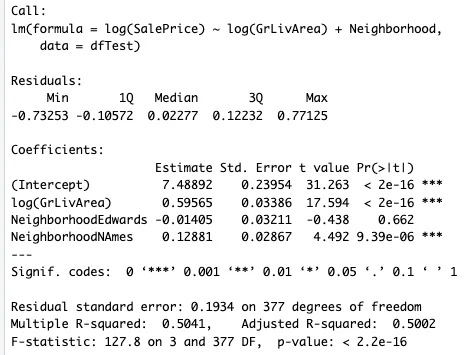 Call:
lm(formula = log(SalePrice) ~ log(GrLivArea) + Neighborhood,
    data = dfTest)
Residuals:
     Min       1Q   Median       3Q      Max
-0.73253 -0.10572  0.02277  0.12232  0.77125
Coefficients:
                    Estimate Std. Error t value Pr(>|t|)
(Intercept)          7.48892    0.23954  31.263  < 2e-16 ***
log(GrLivArea)       0.59565    0.03386  17.594  < 2e-16 ***
NeighborhoodEdwards -0.01405    0.03211  -0.438    0.662
NeighborhoodNAmes    0.12881    0.02867   4.492 9.39e-06 ***
---
Signif. codes:  0 ‘***’ 0.001 ‘**’ 0.01 ‘*’ 0.05 ‘.’ 0.1 ‘ ’ 1
Residual standard error: 0.1934 on 377 degrees of freedom
Multiple R-squared:  0.5041,	Adjusted R-squared:  0.5002
F-statistic: 127.8 on 3 and 377 DF,  p-value: < 2.2e-16